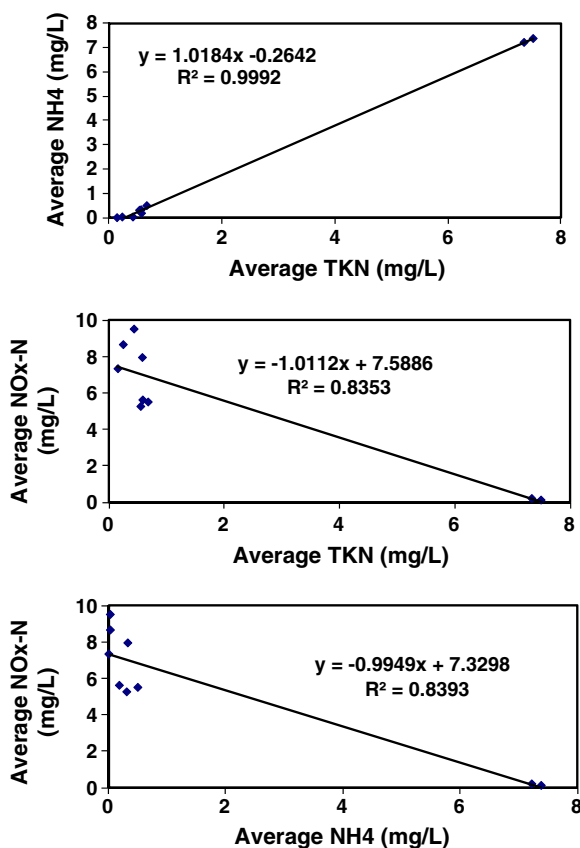 Average NH4 (mg/L)
8
7
6
5
4
3
2
1
0
y = 1.0184x -0.2642
R² = 0.9992
0 2 4 6 8
Average TKN (mg/L)
Average NOx-N
(mg/L)
10
8
6
4
2
0
y = -1.0112x + 7.5886
R² = 0.8353
0 2 4 6 8
Average TKN (mg/L)
Average NOx-N
(mg/L)
10
8
6
4
2
0
y = -0.9949x + 7.3298
R² = 0.8393
0 2 4 6 8
Average NH4 (mg/L)